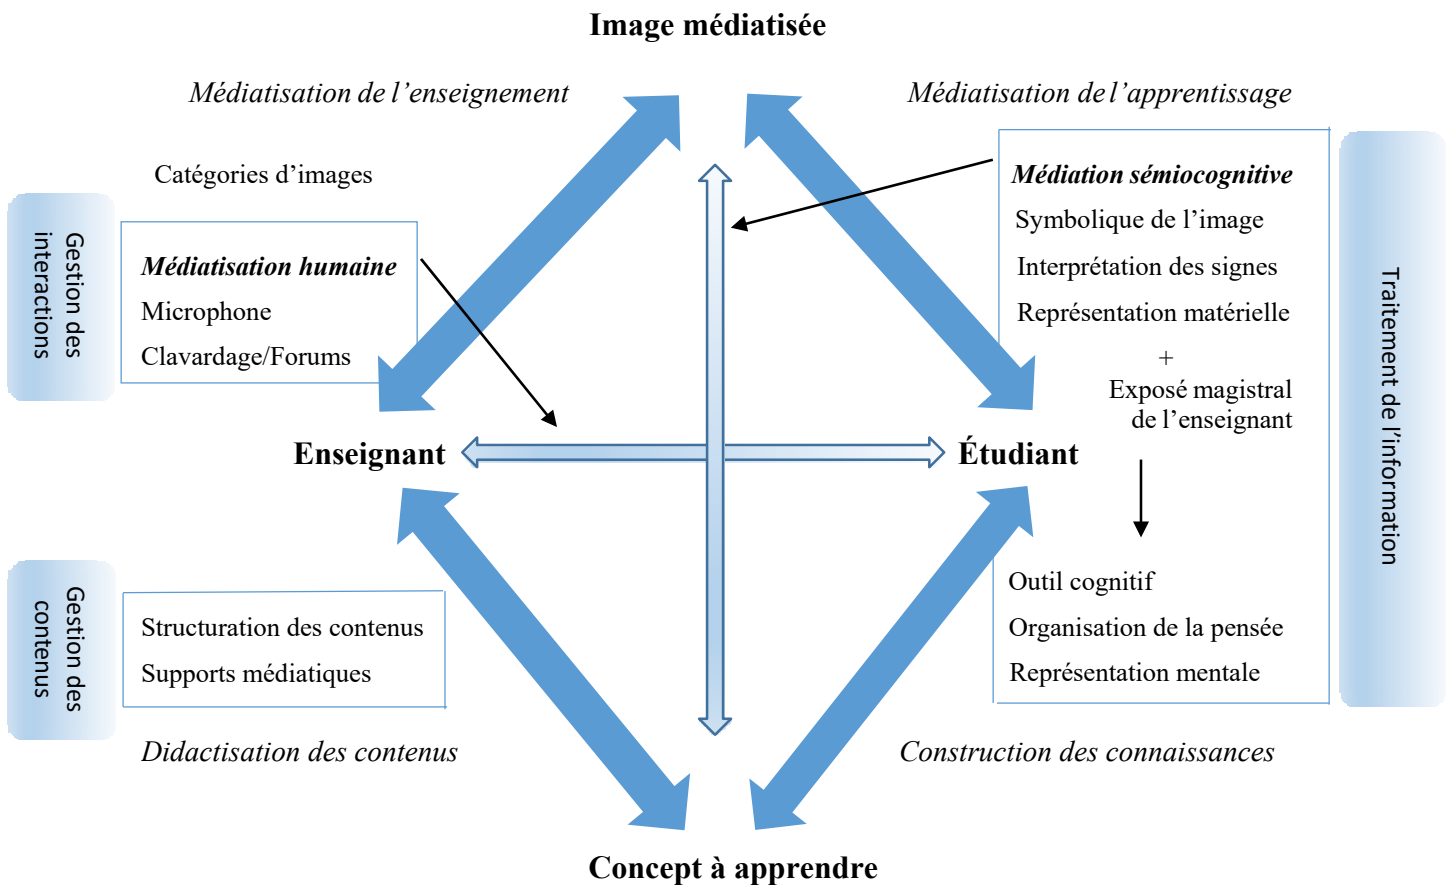 Image médiatisée
Médiatisation de l'enseignement
Médiatisation de l'apprentissage
Catégories d'images
Gestion des
interactions
Médiatisation humaine
Microphone
Clavardage/Forums
Médiation sémiocognitive
Symbolique de l'image
Interprétation des signes
Représentation matérielle
+
Exposé magistral
de l'enseignant
Traitement de l'information
Enseignant
Étudiant
Gestion des
contenus
Structuration des contenus
Supports médiatiques
Outil cognitif
Organisation de la pensée
Représentation mentale
Didactisation des contenus
Construction des connaissances
Concept à apprendre